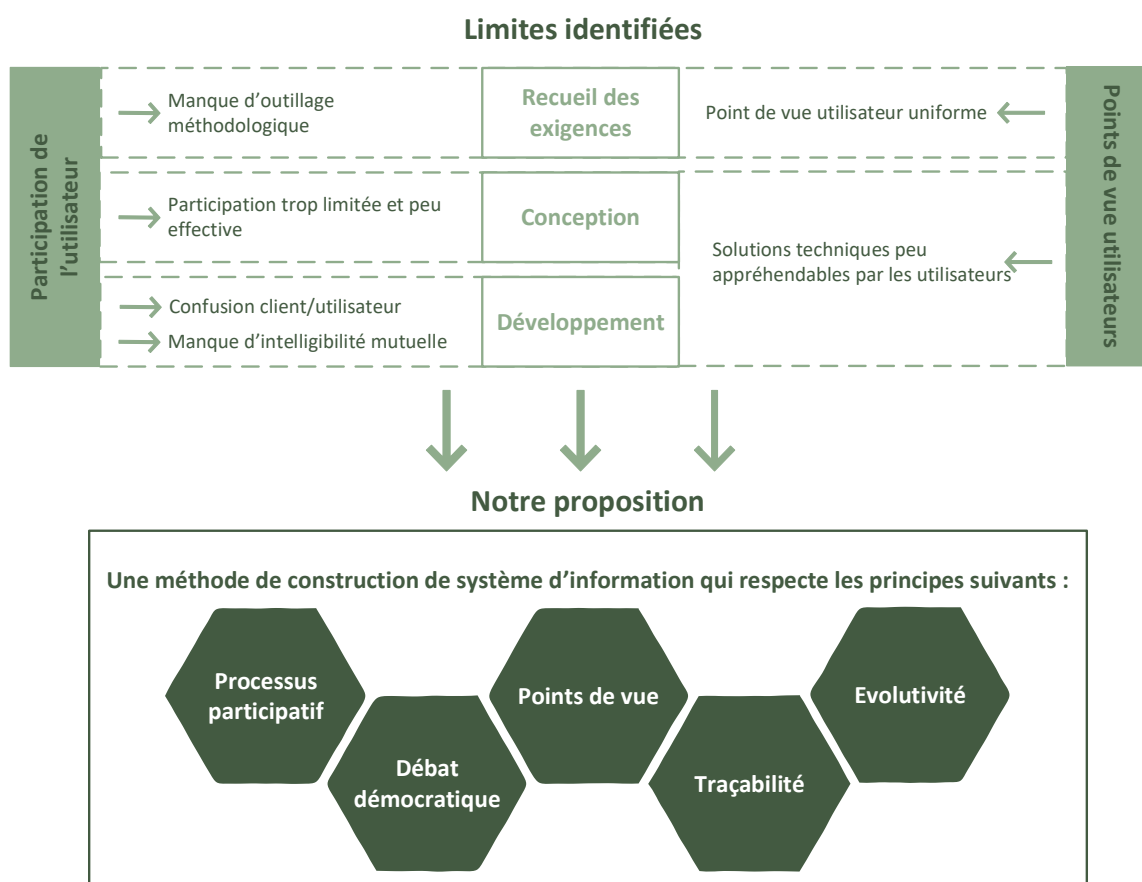 Limites identifiées
Participation de
l'utilisateur
Manque d'outillage
méthodologique
Recueil des
exigences
Point de vue utilisateur uniforme
Points de vue utilisateurs
Participation trop limitée et peu
effective
Conception
Solutions techniques peu
appréhendables par les utilisateurs
Confusion client/utilisateur
Manque d'intelligibilité mutuelle
Développement
Notre proposition
Une méthode de construction de système d'information qui respecte les principes suivants :
Processus
participatif
Débat
démocratique
Points de vue
Traçabilité
Evolutivité